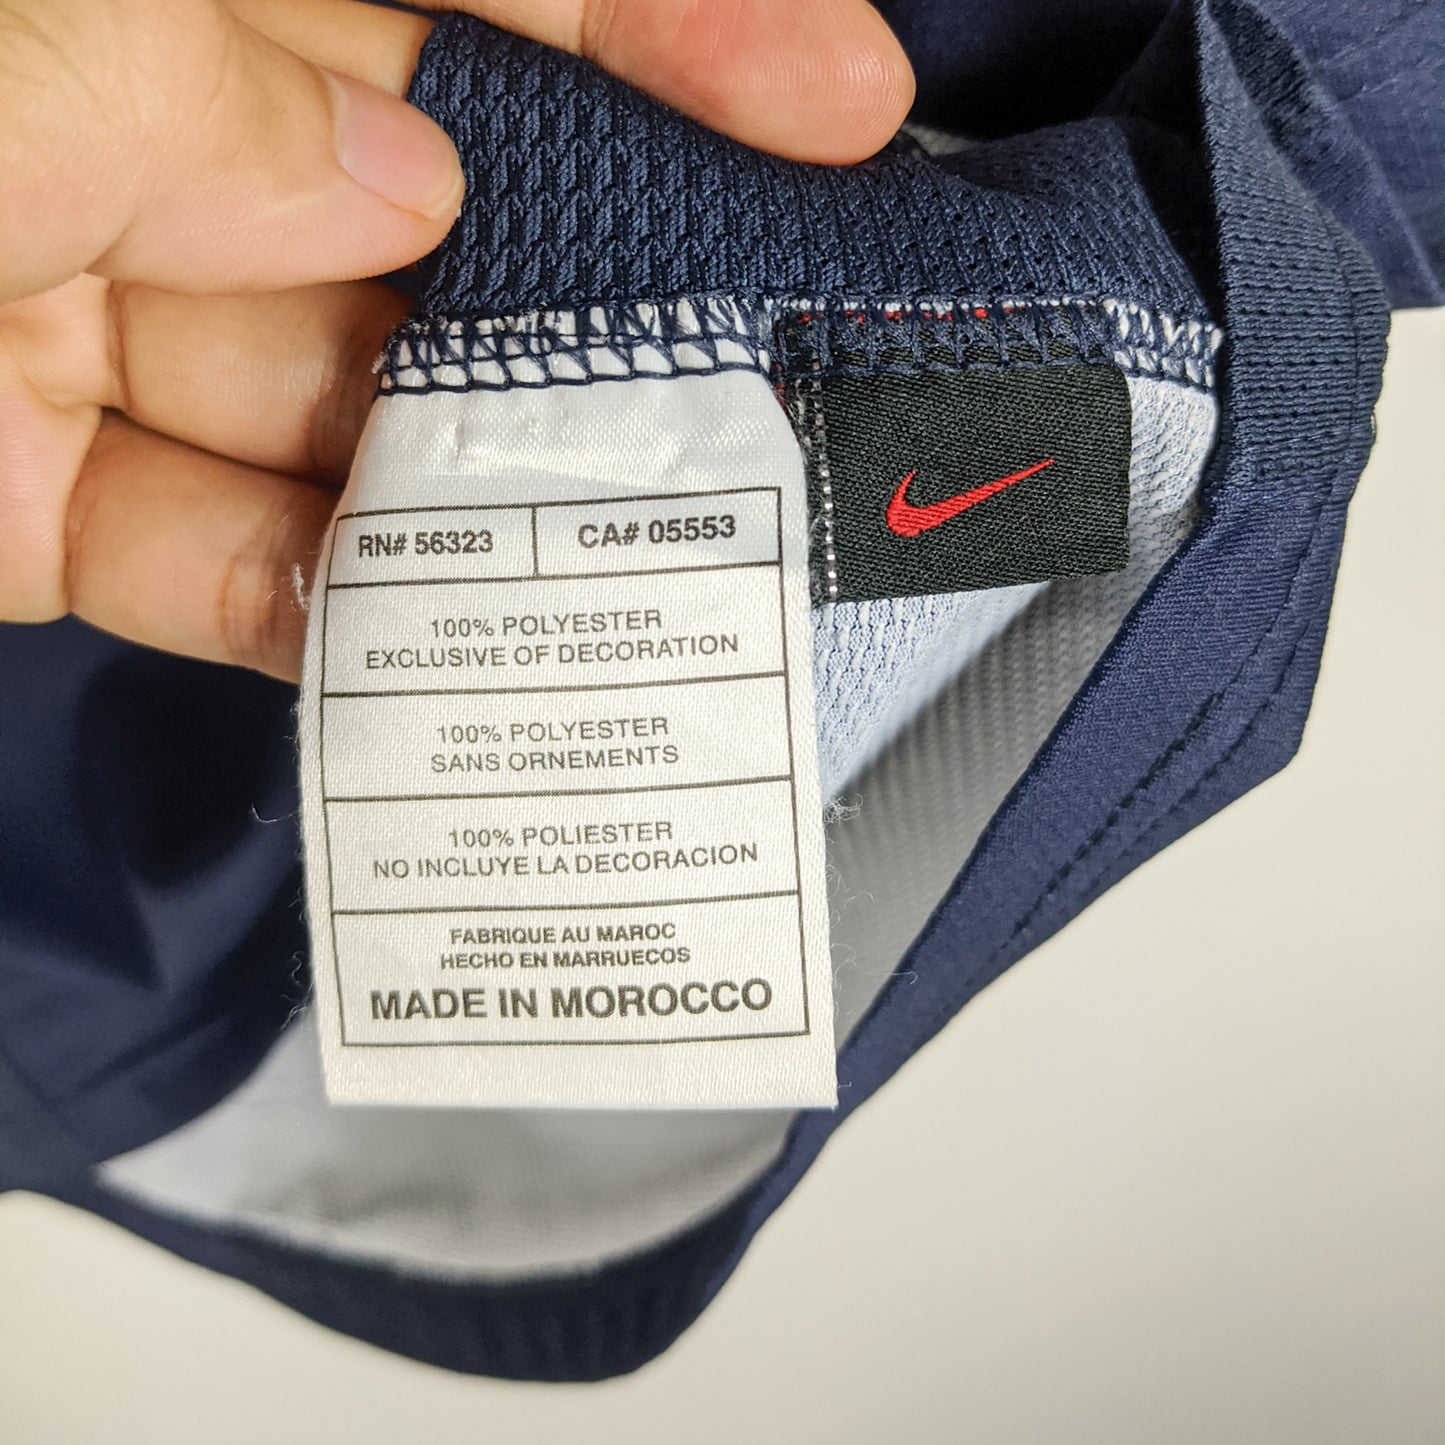 RN# 56323 CA# 05553
100% POLYESTER
EXCLUSIVE OF DECORATION
100% POLYESTER
SANS ORNEMENTS
100% POLIESTER
NO INCLUYE LA DECORACION
FABRIQUE AU MAROC
HECHO EN MARRUECOS
MADE IN MOROCCO